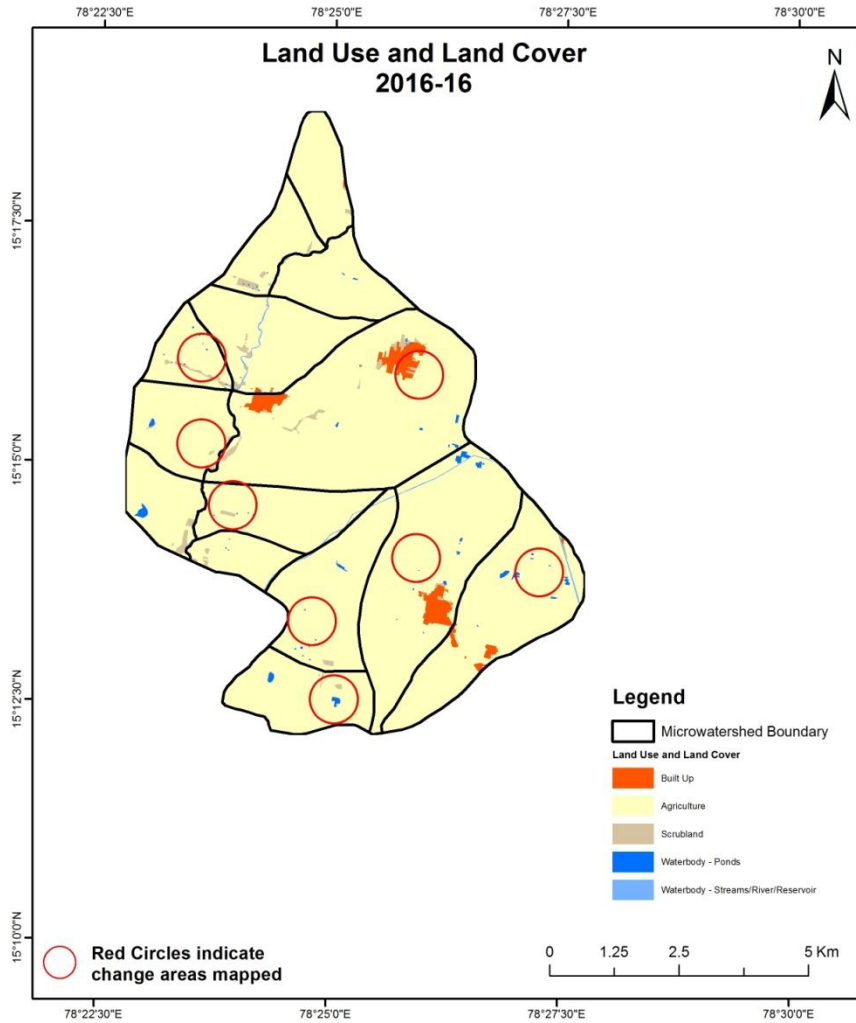 78°22'30"E 78°25'0"E 78°27'30"E 78°30'0"E
Land Use and Land Cover
2016-16
N
15°17'30"N
15°15'0"N
15°12'30"N
15°10'0"N
Legend
Microwatershed Boundary
Land Use and Land Cover
Built Up
Agriculture
Scrubland
Waterbody - Ponds
Waterbody - Streams/River/Reservoir
Red Circles indicate
change areas mapped
0 1.25 2.5 5 Km
78°22'30"E 78°25'0"E 78°27'30"E 78°30'0"E